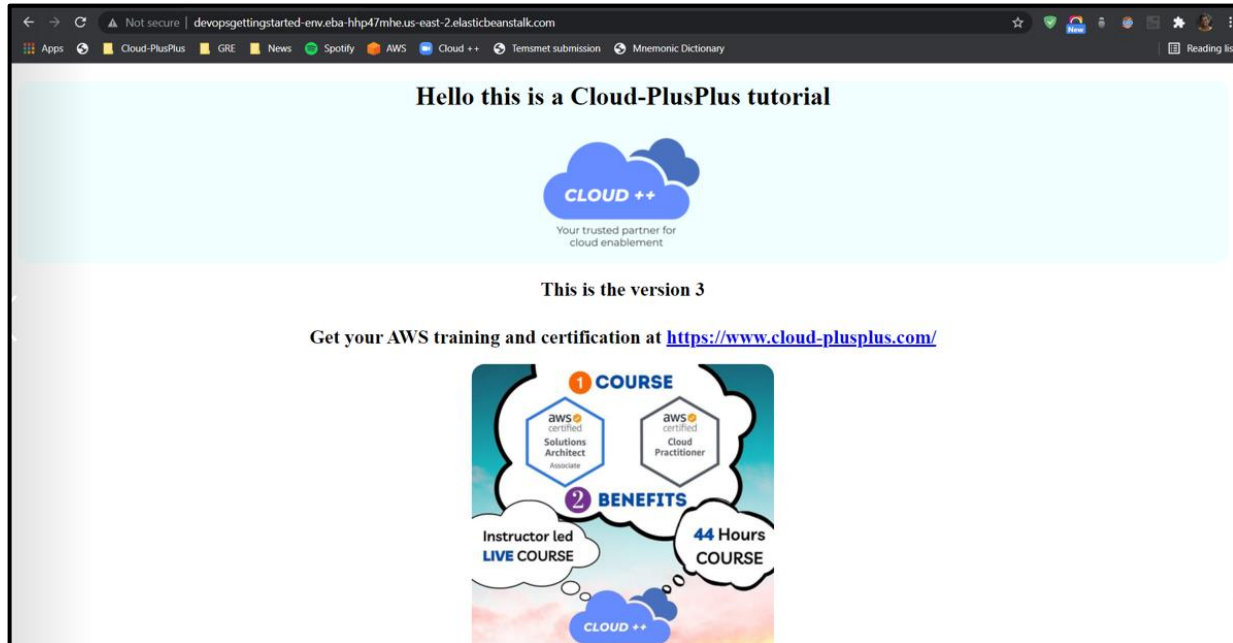 Not secure | devopsgettingstarted-env.eba-hhp47mhe.us-east-2.elasticbeanstalk.com
New
Apps Cloud-PlusPlus GRE News Spotify AWS Cloud ++ Temsmet submission Mnemonic Dictionary Reading lis
Hello this is a Cloud-PlusPlus tutorial
CLOUD ++
Your trusted partner for
cloud enablement
This is the version 3
Get your AWS training and certification at https://www.cloud-plusplus.com/
1 COURSE
aws certified Solutions Architect Associate
aws certified Cloud Practitioner
2 BENEFITS
Instructor led
LIVE COURSE
44 Hours
COURSE
CLOUD ++